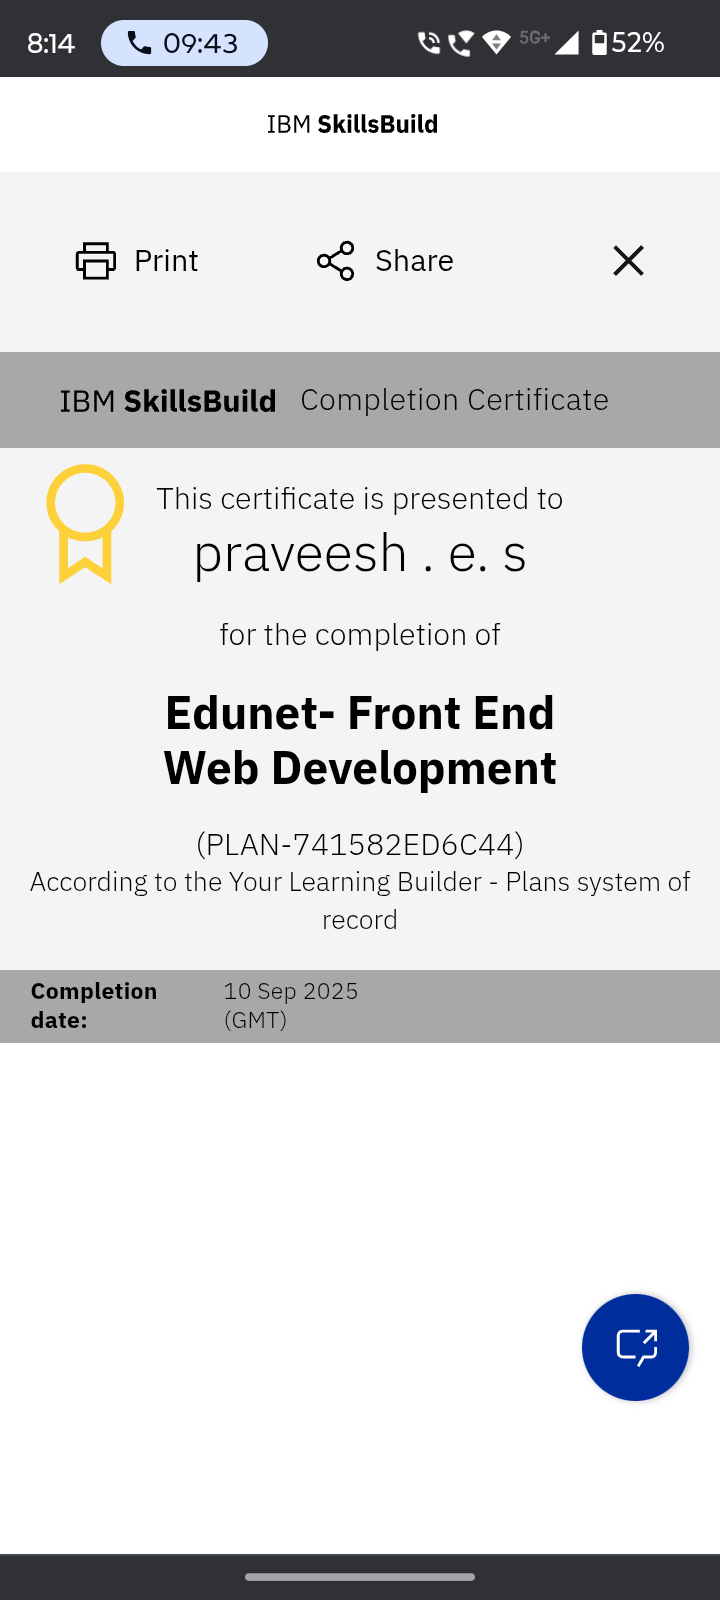 8:14 09:43 5G+ 52%
IBM SkillsBuild
Print Share
IBM SkillsBuild Completion Certificate
This certificate is presented to
praveesh . e. s
for the completion of
Edunet- Front End
Web Development
(PLAN-741582ED6C44)
According to the Your Learning Builder - Plans system of
record
Completion 10 Sep 2025
date: (GMT)